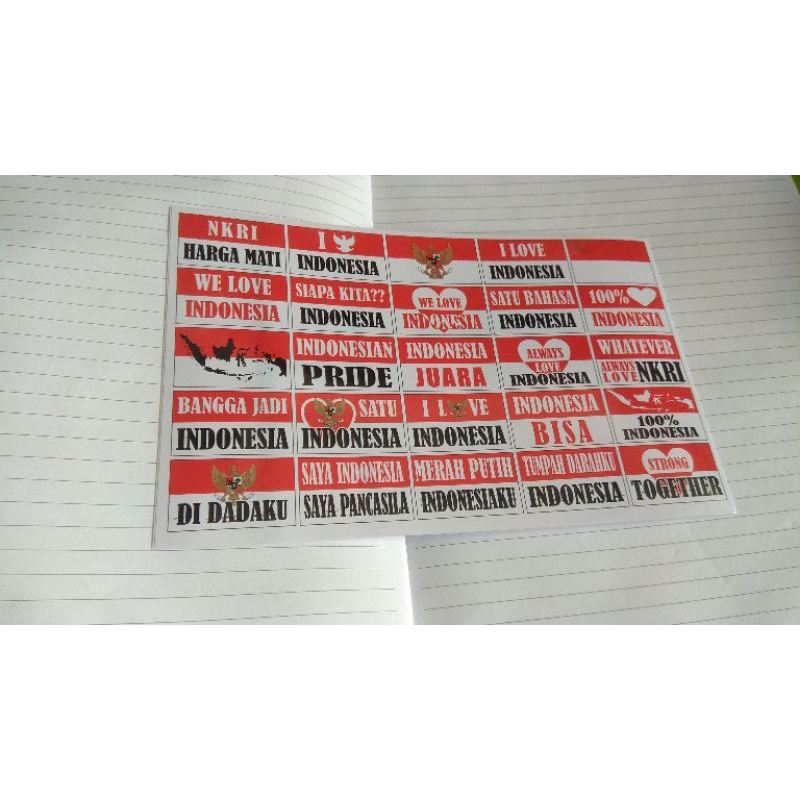 NKRI
HARGA MATI
I
INDONESIA
I LOVE
INDONESIA
WE LOVE
INDONESIA
SIAPA KITA??
INDONESIA
WE LOVE
INDONESIA
SATU BAHASA
INDONESIA
100%
INDONESIA
INDONESIAN
PRIDE
INDONESIA
JUARA
ALWAYS
LOVE
INDONESIA
WHATEVER
ALWAYS
LOVE NKRI
BANGGA JADI
INDONESIA
SATU
INDONESIA
I L VE
INDONESIA
INDONESIA
BISA
100%
INDONESIA
DI DADAKU
SAYA INDONESIA
SAYA PANCASILA
MERAH PUTIH
INDONESIAKU
TUMPAH DARAHKU
INDONESIA
STRONG
TOGETHER